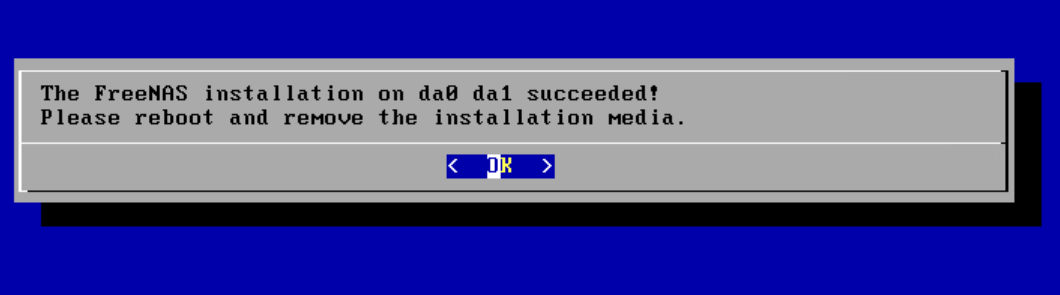 The FreeNAS installation on da0 da1 succeeded!
Please reboot and remove the installation media.
< OK >